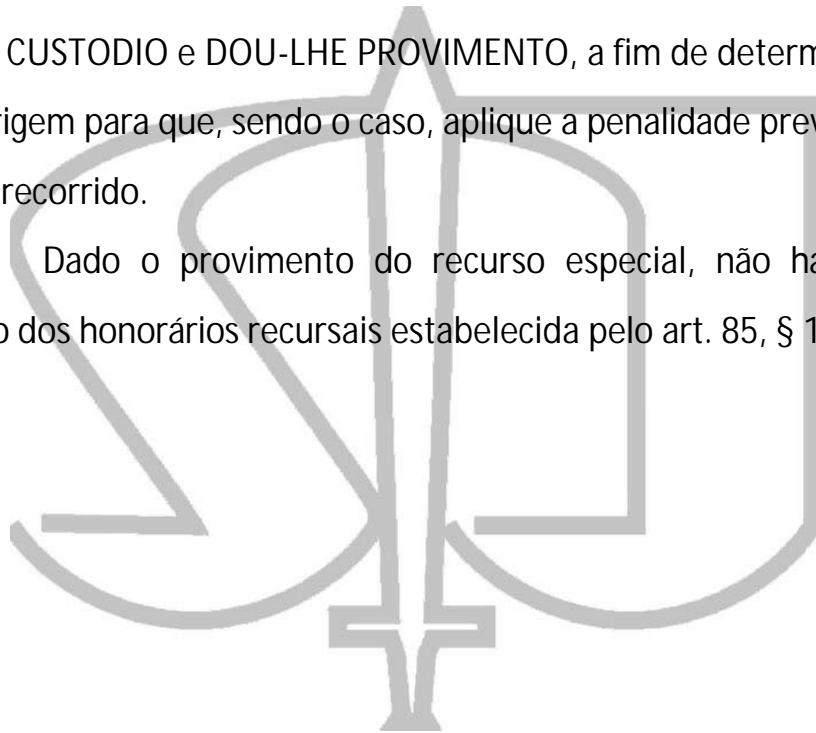 CUSTODIO e DOU-LHE PROVIMENTO, a fim de determ
rigem para que, sendo o caso, aplique a penalidade prev
recorrido.
Dado o provimento do recurso especial, não ha
o dos honorários recursais estabelecida pelo art. 85, § 1